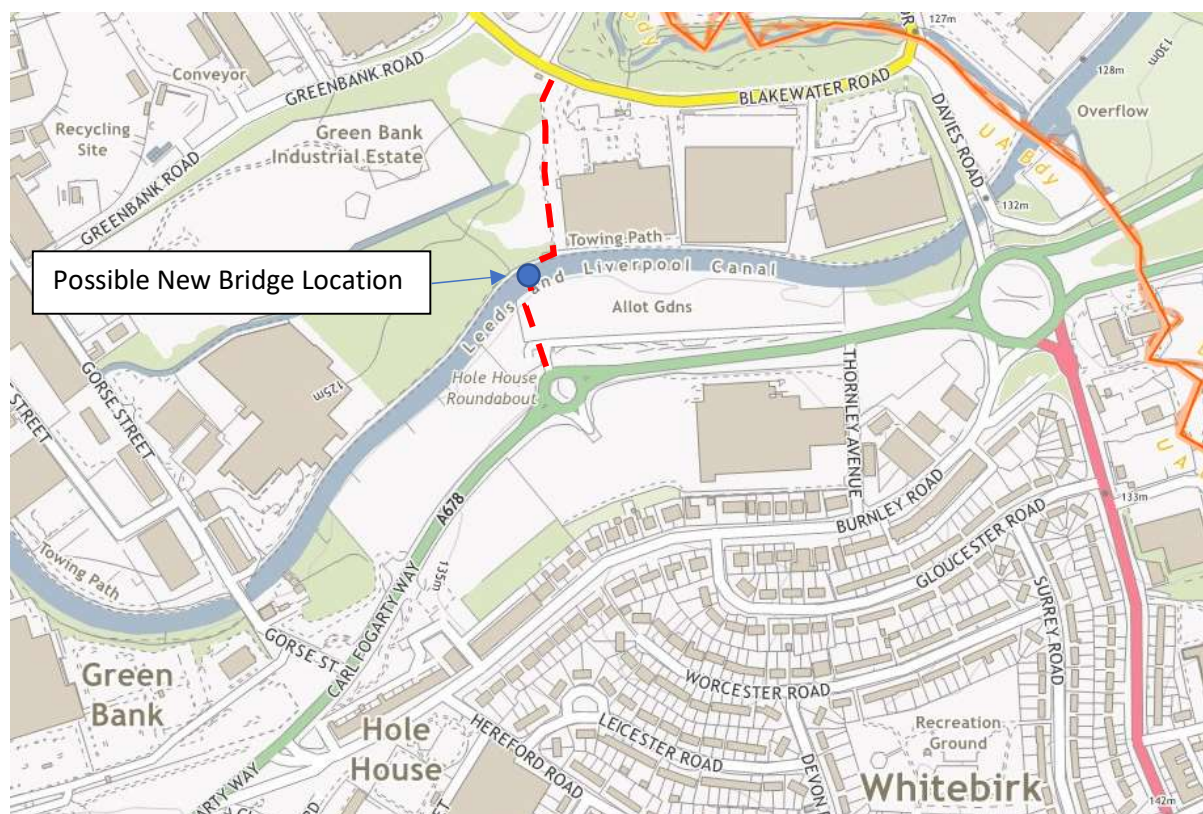 127m
BLAKEWATER ROAD
GREENBANK ROAD
Conveyor
130m
128m
Recycling
Site
Green Bank
Industrial Estate
DAVIES ROAD
Overflow
U A Bdy
GREENBANK ROAD
132m
Towing Path
Leeds and Liverpool Canal
Possible New Bridge Location
Allot Gdns
Hole House
Roundabout
GORSE STREET
STREET
125m
THORNLEY AVENUE
A678
BURNLEY ROAD
133m
GLOUCESTER ROAD
SURREY ROAD
Towing Path
135m
CARL FOGARTY WAY
GORSE ST
Green
Bank
WORCESTER ROAD
Hole
House
HEREFORD ROAD
LEICESTER ROAD
Recreation
Ground
DEVON
Whitebirk
ARTY WAY
142m